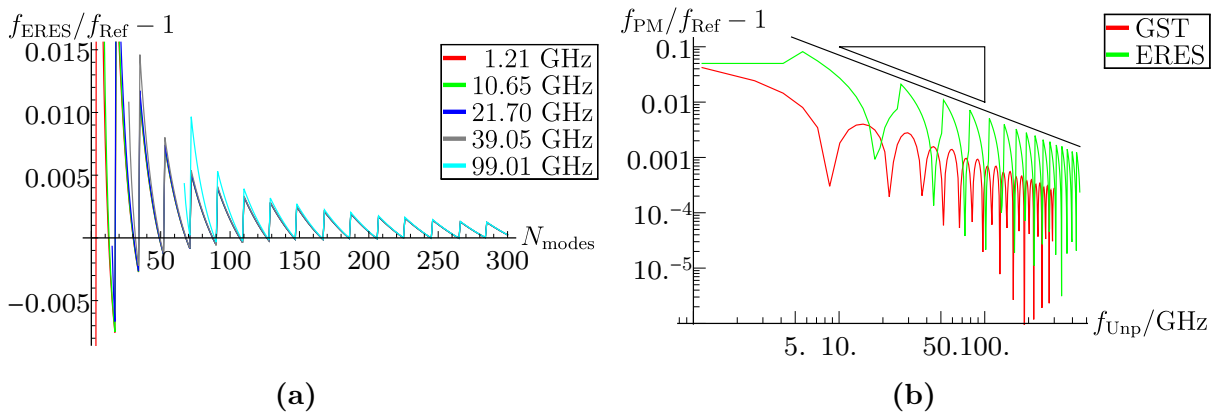 f_ERES/f_Ref − 1
0.015
0.010
0.005
−0.005
50 100 150 200 250 300
N_modes
1.21 GHz
10.65 GHz
21.70 GHz
39.05 GHz
99.01 GHz
(a)
f_PM/f_Ref − 1
0.1
0.01
0.001
10.^−4
10.^−5
5. 10. 50.100.
f_Unp/GHz
GST
ERES
(b)